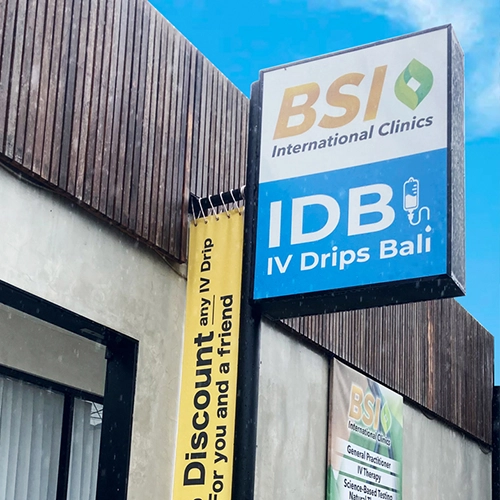 BSI
International Clinics
IDB
IV Drips Bali
Discount any IV Drip
For you and a friend
BSI
International Clinics
General Practitioner
IV Therapy
Science-Based Testing